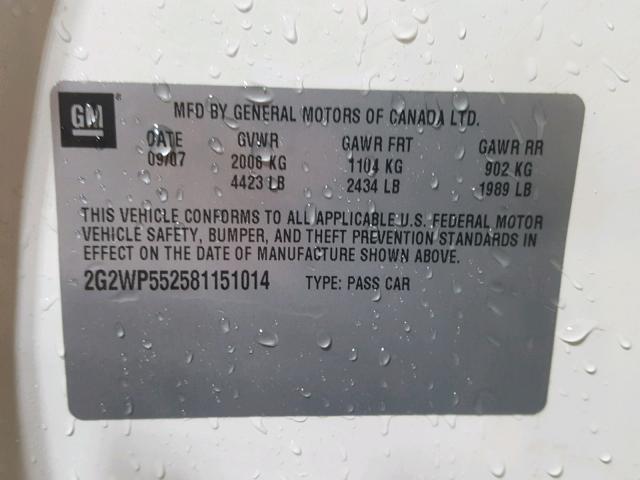 GM ® MFD BY GENERAL MOTORS OF CANADA LTD.
DATE GVWR GAWR FRT GAWR RR
09/07 2006 KG 1104 KG 902 KG
4423 LB 2434 LB 1989 LB
THIS VEHICLE CONFORMS TO ALL APPLICABLE U.S. FEDERAL MOTOR
VEHICLE SAFETY, BUMPER, AND THEFT PREVENTION STANDARDS IN
EFFECT ON THE DATE OF MANUFACTURE SHOWN ABOVE.
2G2WP552581151014 TYPE: PASS CAR